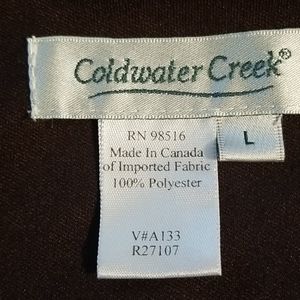 Coldwater Creek®
L
RN 98516
Made In Canada
of Imported Fabric
100% Polyester
V#A133
R27107